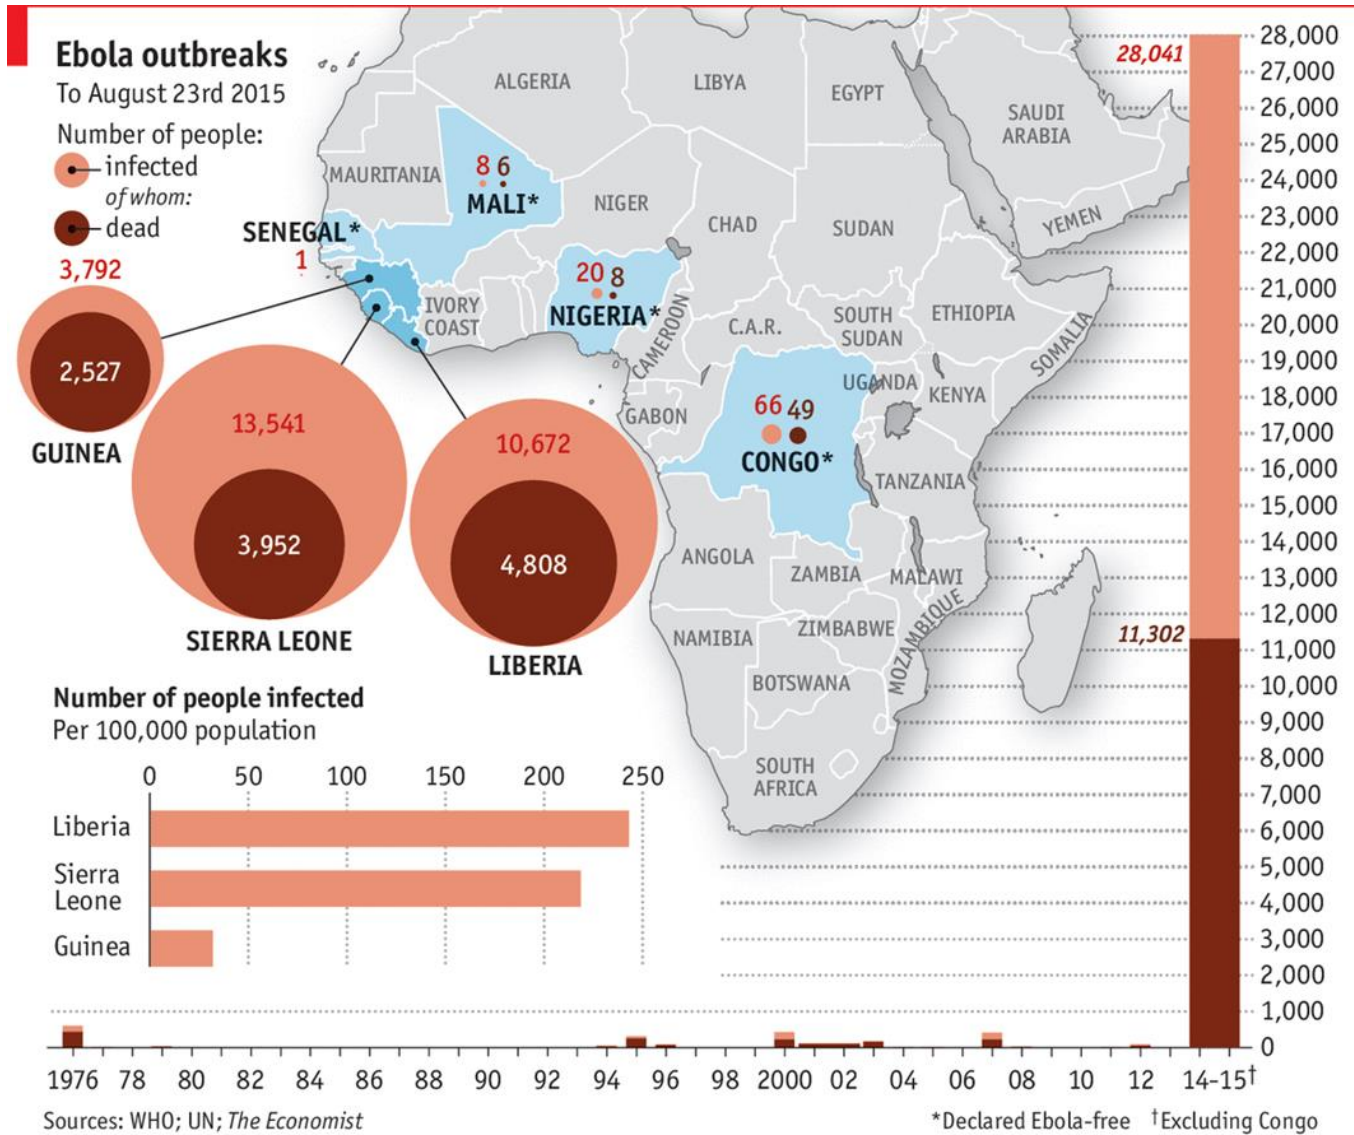 Ebola outbreaks
To August 23rd 2015
Number of people:
infected
of whom:
dead
3,792
2,527
GUINEA
13,541
3,952
SIERRA LEONE
10,672
4,808
LIBERIA
SENEGAL*
1
8 6
MALI*
20 8
NIGERIA*
66 49
CONGO*
ALGERIA
LIBYA
EGYPT
SAUDI
ARABIA
MAURITANIA
NIGER
CHAD
SUDAN
YEMEN
IVORY
COAST
CAMEROON
C.A.R.
SOUTH
SUDAN
ETHIOPIA
SOMALIA
UGANDA
KENYA
GABON
TANZANIA
ANGOLA
ZAMBIA
MALAWI
MOZAMBIQUE
ZIMBABWE
NAMIBIA
BOTSWANA
SOUTH
AFRICA
28,041
11,302
28,000
27,000
26,000
25,000
24,000
23,000
22,000
21,000
20,000
19,000
18,000
17,000
16,000
15,000
14,000
13,000
12,000
11,000
10,000
9,000
8,000
7,000
6,000
5,000
4,000
3,000
2,000
1,000
0
Number of people infected
Per 100,000 population
0 50 100 150 200 250
Liberia
Sierra
Leone
Guinea
1976 78 80 82 84 86 88 90 92 94 96 98 2000 02 04 06 08 10 12 14-15†
Sources: WHO; UN; The Economist
*Declared Ebola-free †Excluding Congo